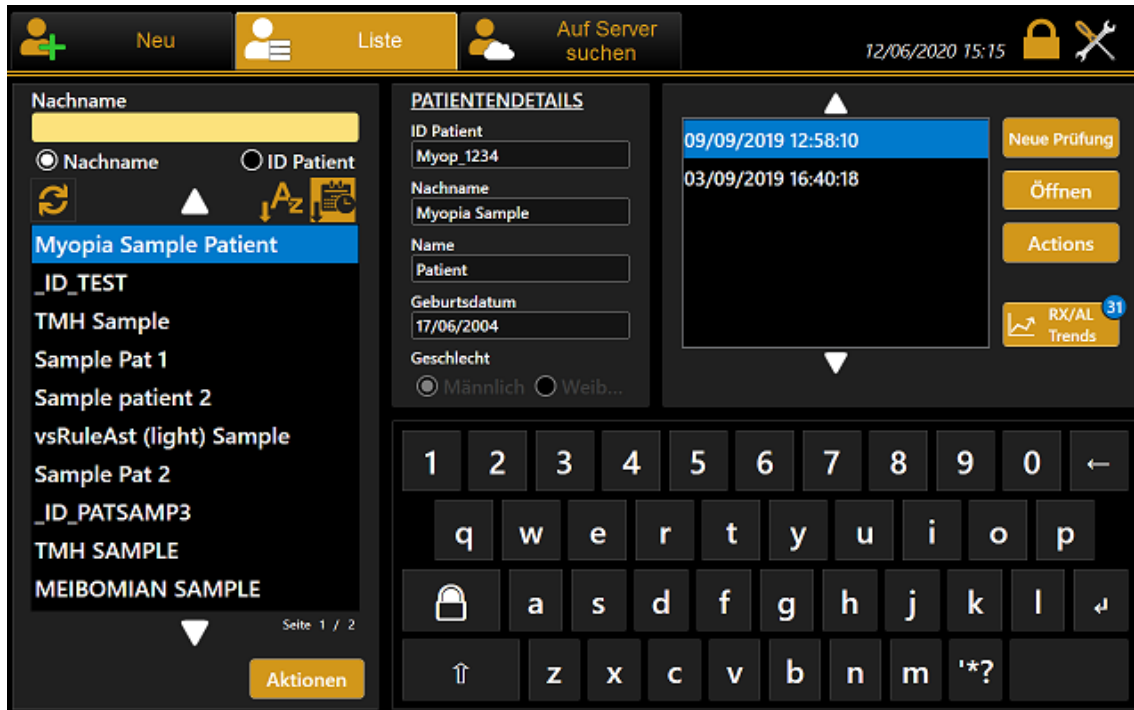 Neu
Liste
Auf Server
suchen
12/06/2020 15:15
Nachname
Nachname
ID Patient
AZ
Myopia Sample Patient
_ID_TEST
TMH Sample
Sample Pat 1
Sample patient 2
vsRuleAst (light) Sample
Sample Pat 2
_ID_PATSAMP3
TMH SAMPLE
MEIBOMIAN SAMPLE
Seite 1 / 2
Aktionen
PATIENTENDETAILS
ID Patient
Myop_1234
Nachname
Myopia Sample
Name
Patient
Geburtsdatum
17/06/2004
Geschlecht
Männlich Weib...
09/09/2019 12:58:10
03/09/2019 16:40:18
Neue Prüfung
Öffnen
Actions
RX/AL
Trends
31
1 2 3 4 5 6 7 8 9 0 ←
q w e r t y u i o p
a s d f g h j k l ↲
⇧ z x c v b n m '*?